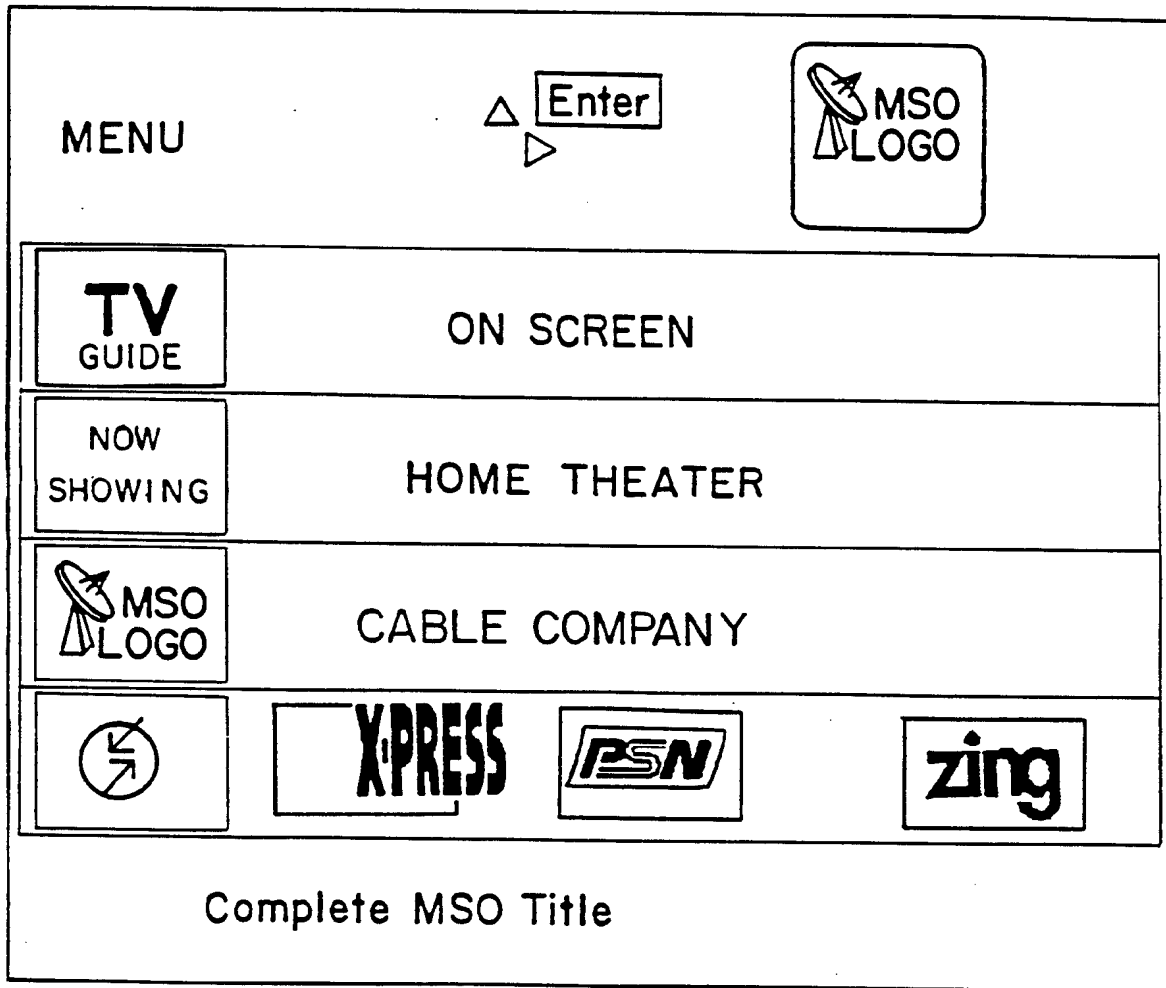 MENU
Enter
MSO
LOGO
TV
GUIDE
ON SCREEN
NOW
SHOWING
HOME THEATER
MSO
LOGO
CABLE COMPANY
X·PRESS
PSN
zing
Complete MSO Title